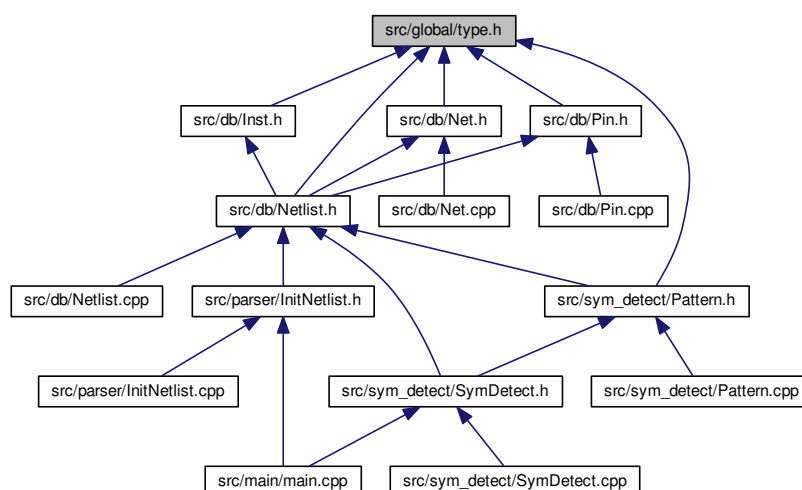 src/global/type.h
src/db/Inst.h
src/db/Net.h
src/db/Pin.h
src/db/Netlist.h
src/db/Net.cpp
src/db/Pin.cpp
src/db/Netlist.cpp
src/parser/InitNetlist.h
src/sym_detect/Pattern.h
src/parser/InitNetlist.cpp
src/sym_detect/SymDetect.h
src/sym_detect/Pattern.cpp
src/main/main.cpp
src/sym_detect/SymDetect.cpp